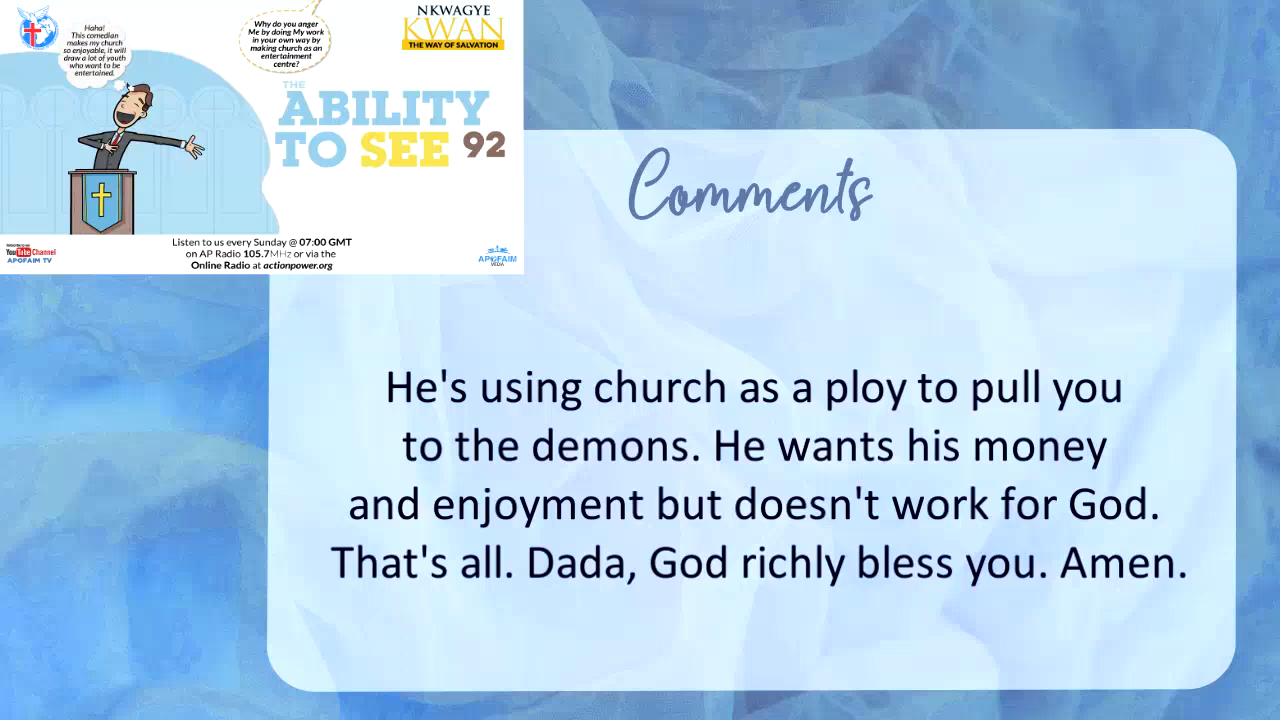 Haha!
This comedian
makes my church
so enjoyable, it will
draw a lot of youth
who want to be
entertained.
Why do you anger
Me by doing My work
in your own way by
making church as an
entertainment
centre?
NKWAGYE
KWAN
THE WAY OF SALVATION
THE
ABILITY
TO SEE 92
YouTube Channel
APOFAIM TV
Listen to us every Sunday @ 07:00 GMT
on AP Radio 105.7MHz or via the
Online Radio at actionpower.org
APOFAIM
MEDIA
Comments
He's using church as a ploy to pull you
to the demons. He wants his money
and enjoyment but doesn't work for God.
That's all. Dada, God richly bless you. Amen.